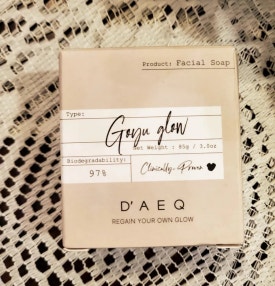 Product: Facial Soap
Type:
Goyu glow
Net Weight : 85g / 3.0oz
Biodegradability:
97%
Clinically Proven
D'AEQ
REGAIN YOUR OWN GLOW